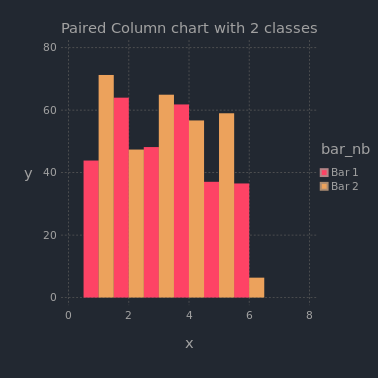 Paired Column chart with 2 classes
80
60
40
20
0
y
0 2 4 6 8
x
bar_nb
Bar 1
Bar 2